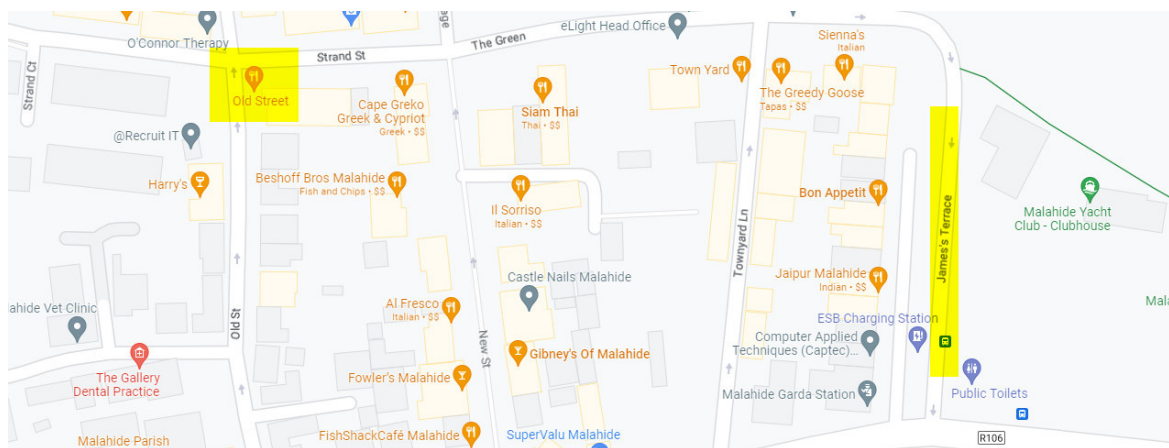 O'Connor Therapy
Strand Ct
Strand St
ege
The Green
eLight Head Office
Sienna's
Italian
Old Street
Cape Greko
Greek & Cypriot
Greek • $$
Siam Thai
Thai • $$
Town Yard
The Greedy Goose
Tapas • $$
@Recruit IT
Harry's
Beshoff Bros Malahide
Fish and Chips • $$
Il Sorriso
Italian • $$
Bon Appetit
Malahide Yacht
Club - Clubhouse
Townyard Ln
James's Terrace
Castle Nails Malahide
Jaipur Malahide
Indian • $$
alahide Vet Clinic
Old St
Al Fresco
Italian • $$
New St
Mala
ESB Charging Station
Computer Applied
Techniques (Captec)...
Gibney's Of Malahide
The Gallery
Dental Practice
Fowler's Malahide
Malahide Garda Station
Public Toilets
Malahide Parish
FishShackCafé Malahide
SuperValu Malahide
R106